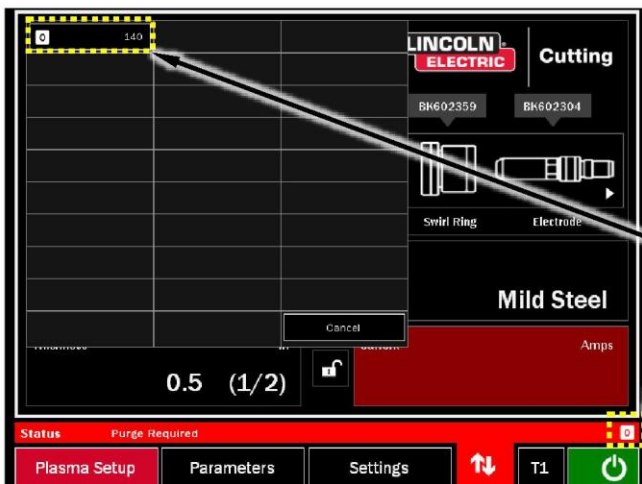 0 140
LINCOLN
ELECTRIC
Cutting
BK602359
BK602304
Swirl Ring
Electrode
Mild Steel
Cancel
Amps
0.5 (1/2)
Status Purge Required 0
Plasma Setup
Parameters
Settings
T1